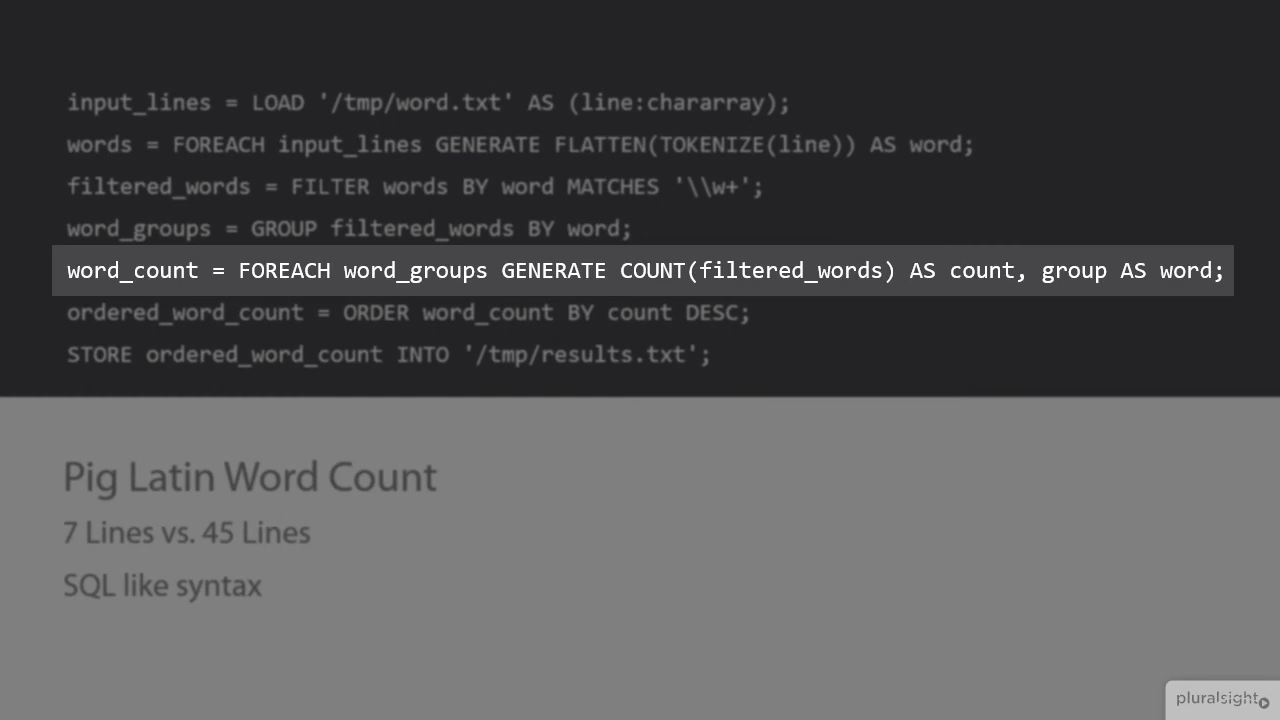 input_lines = LOAD '/tmp/word.txt' AS (line:chararray);
words = FOREACH input_lines GENERATE FLATTEN(TOKENIZE(line)) AS word;
filtered_words = FILTER words BY word MATCHES '\\w+';
word_groups = GROUP filtered_words BY word;
word_count = FOREACH word_groups GENERATE COUNT(filtered_words) AS count, group AS word;
ordered_word_count = ORDER word_count BY count DESC;
STORE ordered_word_count INTO '/tmp/results.txt';
Pig Latin Word Count
7 Lines vs. 45 Lines
SQL like syntax
pluralsight